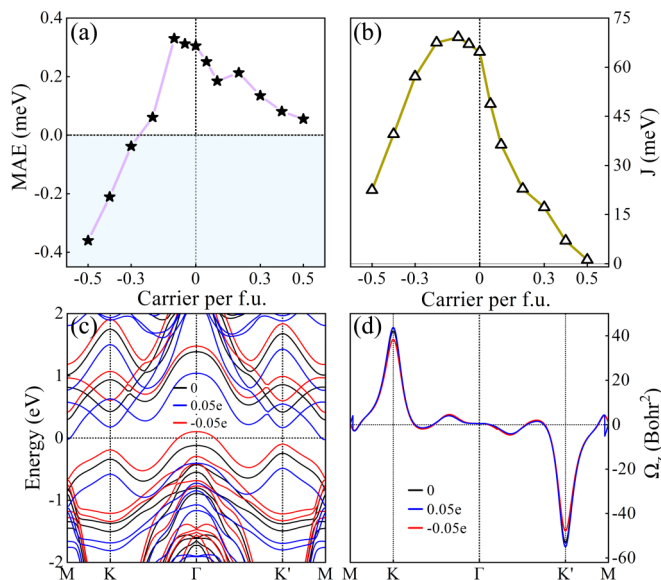 (a)
0.4
0.2
0.0
-0.2
0.4
MAE (meV)
-0.5 -0.3 0 0.3 0.5
Carrier per f.u.
(b)
75
60
45
30
15
0
J (meV)
-0.5 -0.3 0 0.3 0.5
Carrier per f.u.
(c)
2
1
0
-1
-2
Energy (eV)
0
0.05e
-0.05e
M K Γ K' M
(d)
40
20
0
-20
-40
-60
Ω_z (Bohr²)
0
0.05e
-0.05e
M K Γ K' M